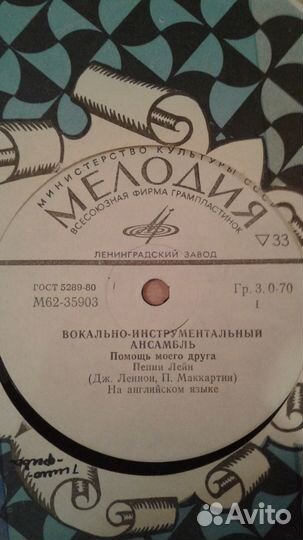 МИНИСТЕРСТВО КУЛЬТУРЫ СССР
МЕЛОДИЯ
ВСЕСОЮЗНАЯ ФИРМА ГРАМПЛАСТИНОК
▽33
ЛЕНИНГРАДСКИЙ ЗАВОД
ГОСТ 5289-80
Гр. 3. 0-70
М62-35903
1
ВОКАЛЬНО-ИНСТРУМЕНТАЛЬНЫЙ
АНСАМБЛЬ
Помощь моего друга
Пенни Лейн
(Дж. Леннон, П. Маккартни)
На английском языке
Avito